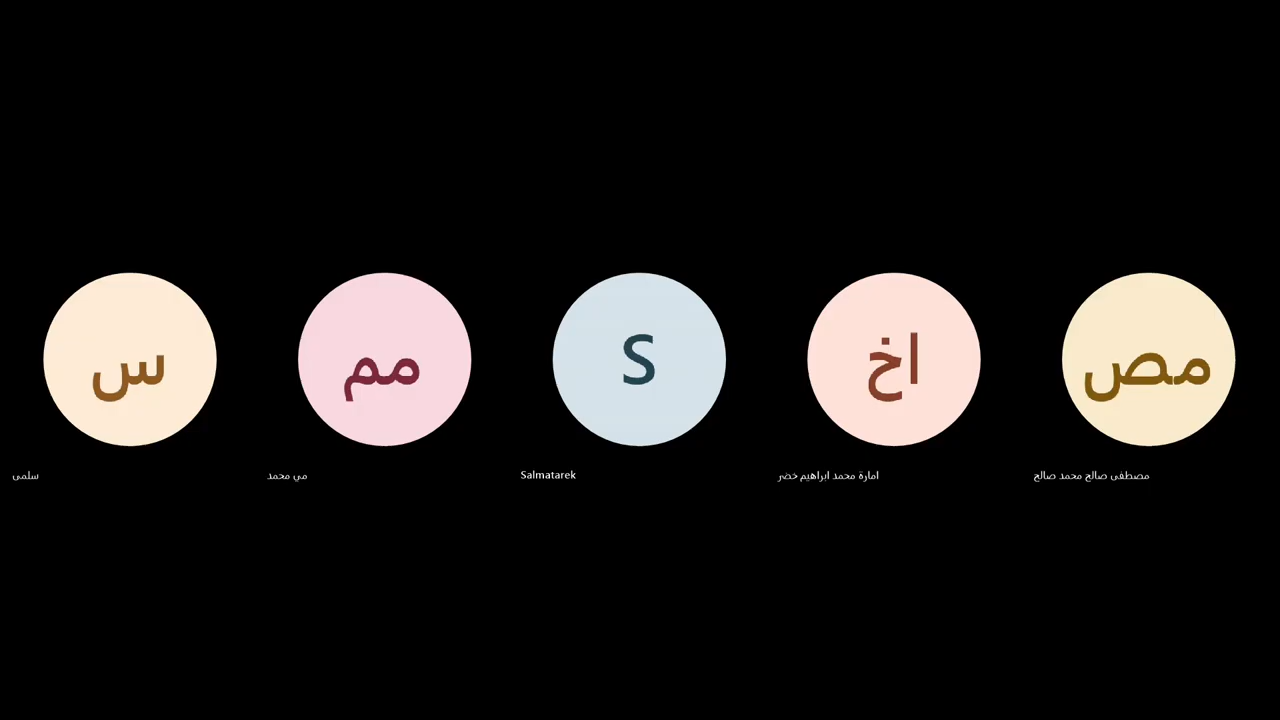 س
مم
S
اخ
مص
سلمى
مي محمد
Salmatarek
امارة محمد ابراهيم خضر
مصطفى صالح محمد صالح